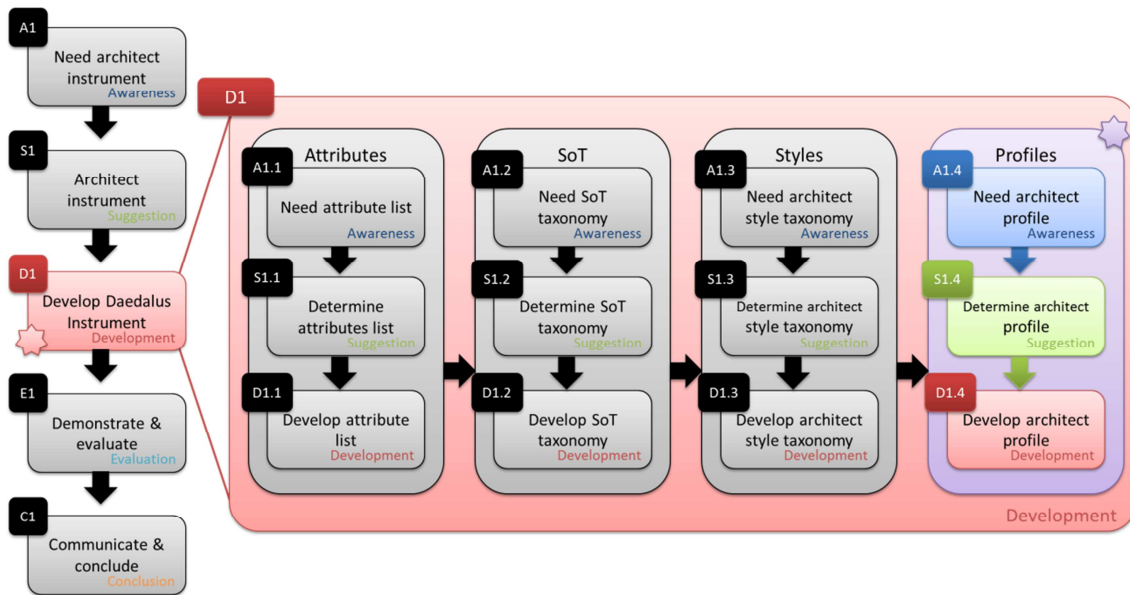 A1
Need architect
instrument
Awareness
S1
Architect
instrument
Suggestion
D1
Develop Daedalus
Instrument
Development
E1
Demonstrate &
evaluate
Evaluation
C1
Communicate &
conclude
Conclusion
D1
Attributes
A1.1
Need attribute list
Awareness
S1.1
Determine
attributes list
Suggestion
D1.1
Develop attribute
list
Development
SoT
A1.2
Need SoT
taxonomy
Awareness
S1.2
Determine SoT
taxonomy
Suggestion
D1.2
Develop SoT
taxonomy
Development
Styles
A1.3
Need architect
style taxonomy
Awareness
S1.3
Determine architect
style taxonomy
Suggestion
D1.3
Develop architect
style taxonomy
Development
Profiles
A1.4
Need architect
profile
Awareness
S1.4
Determine architect
profile
Suggestion
D1.4
Develop architect
profile
Development
Development